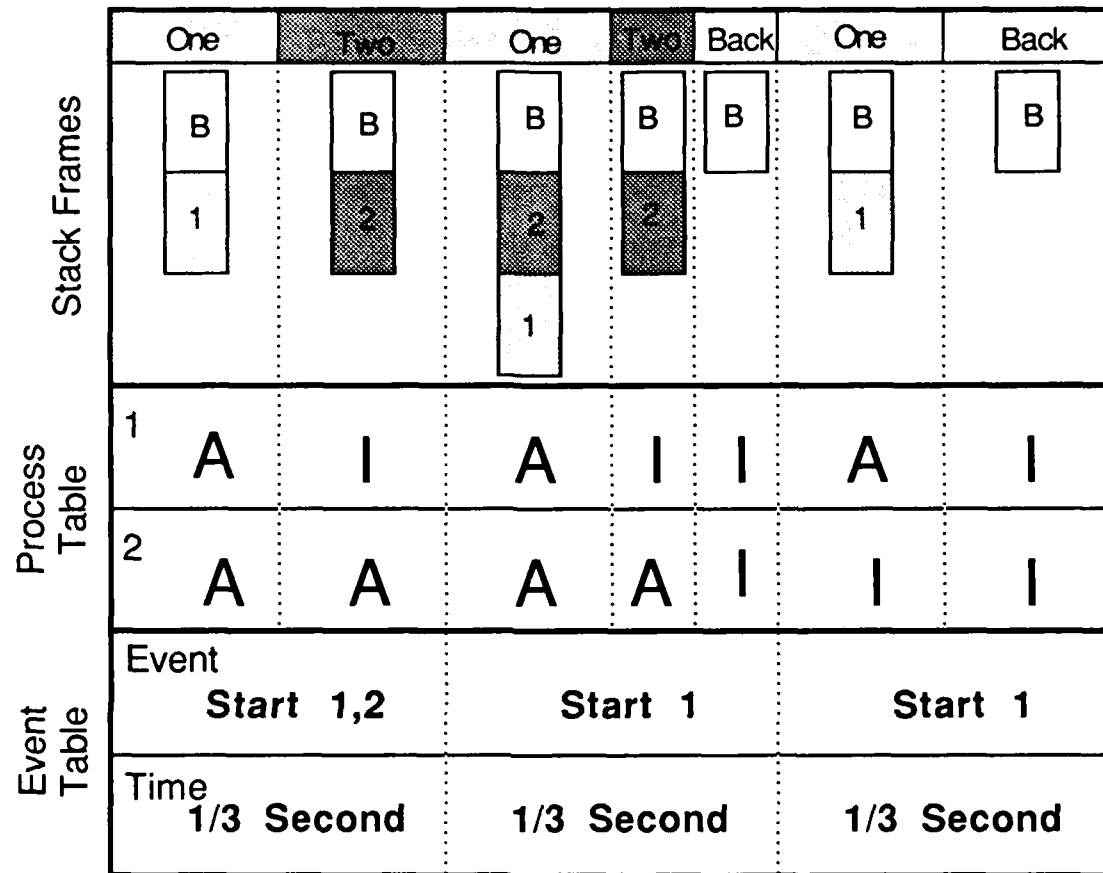 One Two One Two Back One Back
Stack Frames
B B B B B B B
1 2 2 2 1
1
Process
Table
1
A I A I I A I
2
A A A A I I I
Event
Table
Event
Start 1,2 Start 1 Start 1
Time
1/3 Second 1/3 Second 1/3 Second